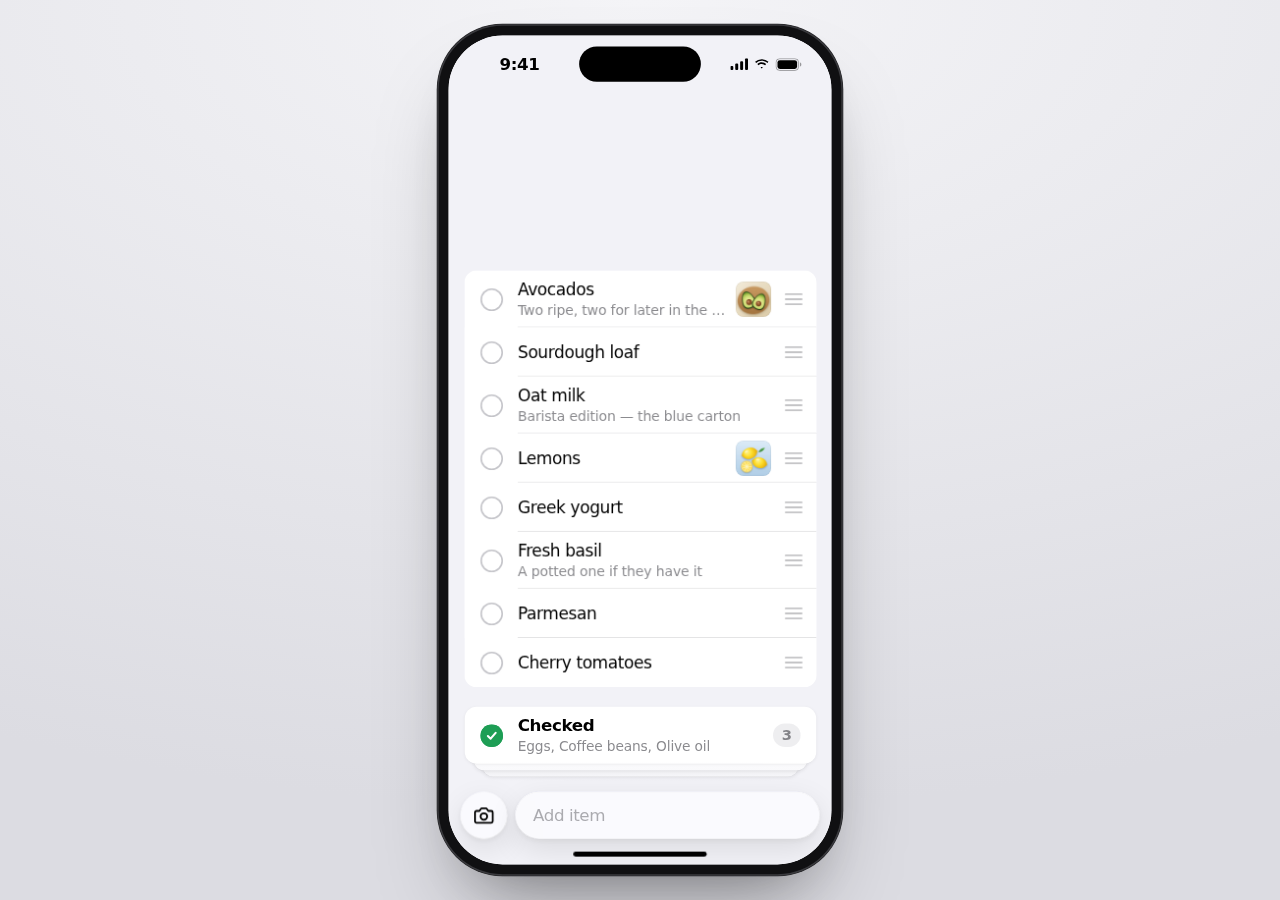 9:41
Avocados
Two ripe, two for later in the …
Sourdough loaf
Oat milk
Barista edition — the blue carton
Lemons
Greek yogurt
Fresh basil
A potted one if they have it
Parmesan
Cherry tomatoes
Checked
3
Eggs, Coffee beans, Olive oil
Add item